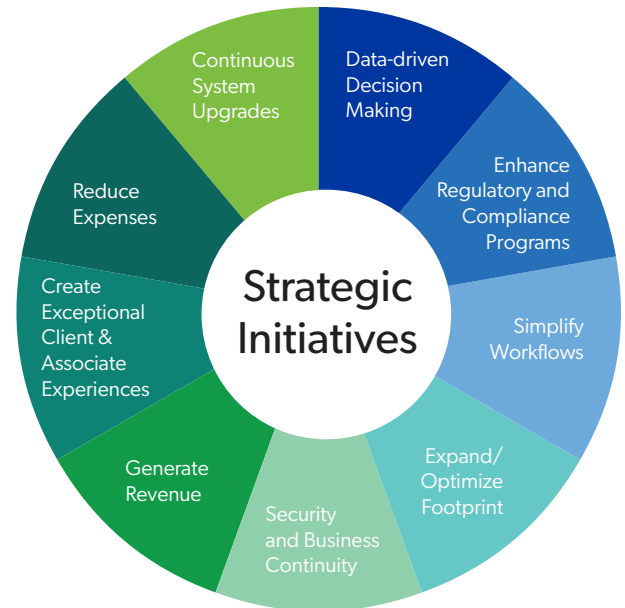 Strategic
Initiatives
Data-driven
Decision
Making
Enhance
Regulatory and
Compliance
Programs
Simplify
Workflows
Expand/
Optimize
Footprint
Security
and Business
Continuity
Generate
Revenue
Create
Exceptional
Client &
Associate
Experiences
Reduce
Expenses
Continuous
System
Upgrades